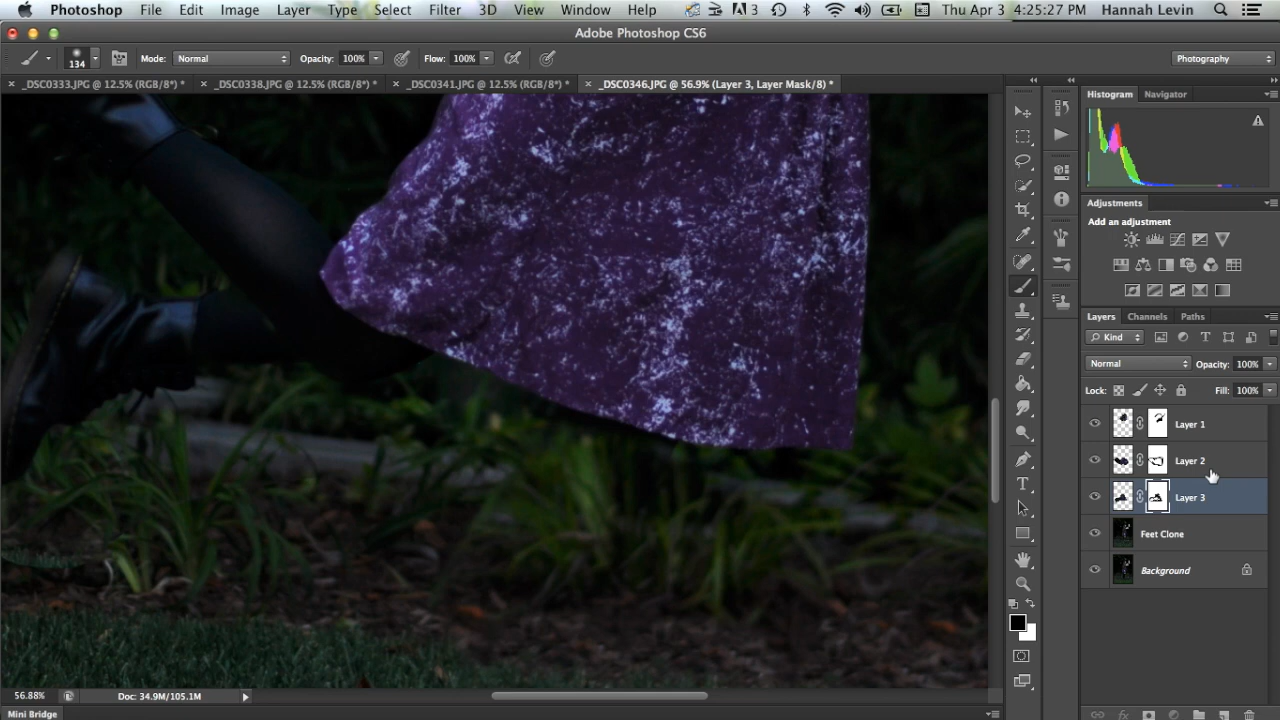 Photoshop File Edit Image Layer Type Select Filter 3D View Window Help 3 Thu Apr 3 4:25:27 PM Hannah Levin
Adobe Photoshop CS6
134 Mode: Normal Opacity: 100% Flow: 100% Photography
_DSC0333.JPG @ 12.5% (RGB/8*) * _DSC0338.JPG @ 12.5% (RGB/8*) * _DSC0341.JPG @ 12.5% (RGB/8*) * _DSC0346.JPG @ 56.9% (Layer 3, Layer Mask/8) *
Histogram Navigator
Adjustments
Add an adjustment
Layers Channels Paths
Kind
Normal Opacity: 100%
Lock: Fill: 100%
Layer 1
Layer 2
Layer 3
Feet Clone
Background
56.88% Doc: 34.9M/105.1M
Mini Bridge